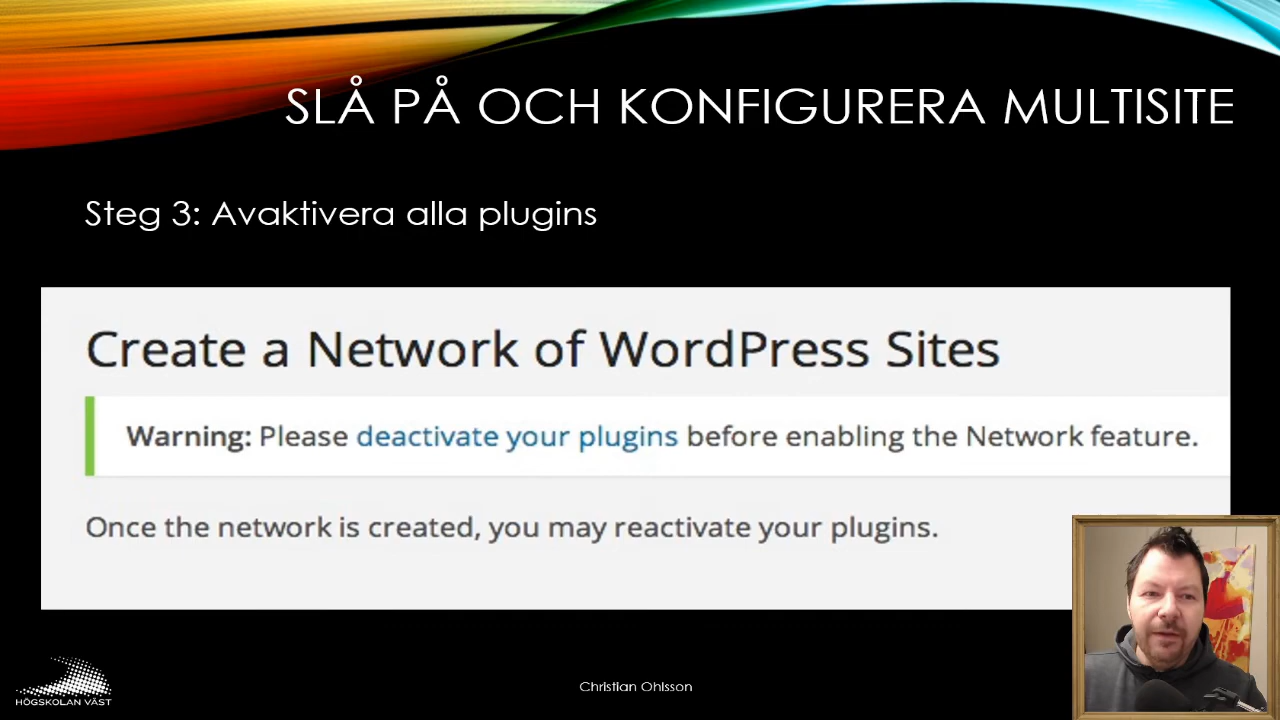 SLÅ PÅ OCH KONFIGURERA MULTISITE
Steg 3: Avaktivera alla plugins
Create a Network of WordPress Sites
Warning: Please deactivate your plugins before enabling the Network feature.
Once the network is created, you may reactivate your plugins.
HÖGSKOLAN VÄST
Christian Ohlsson